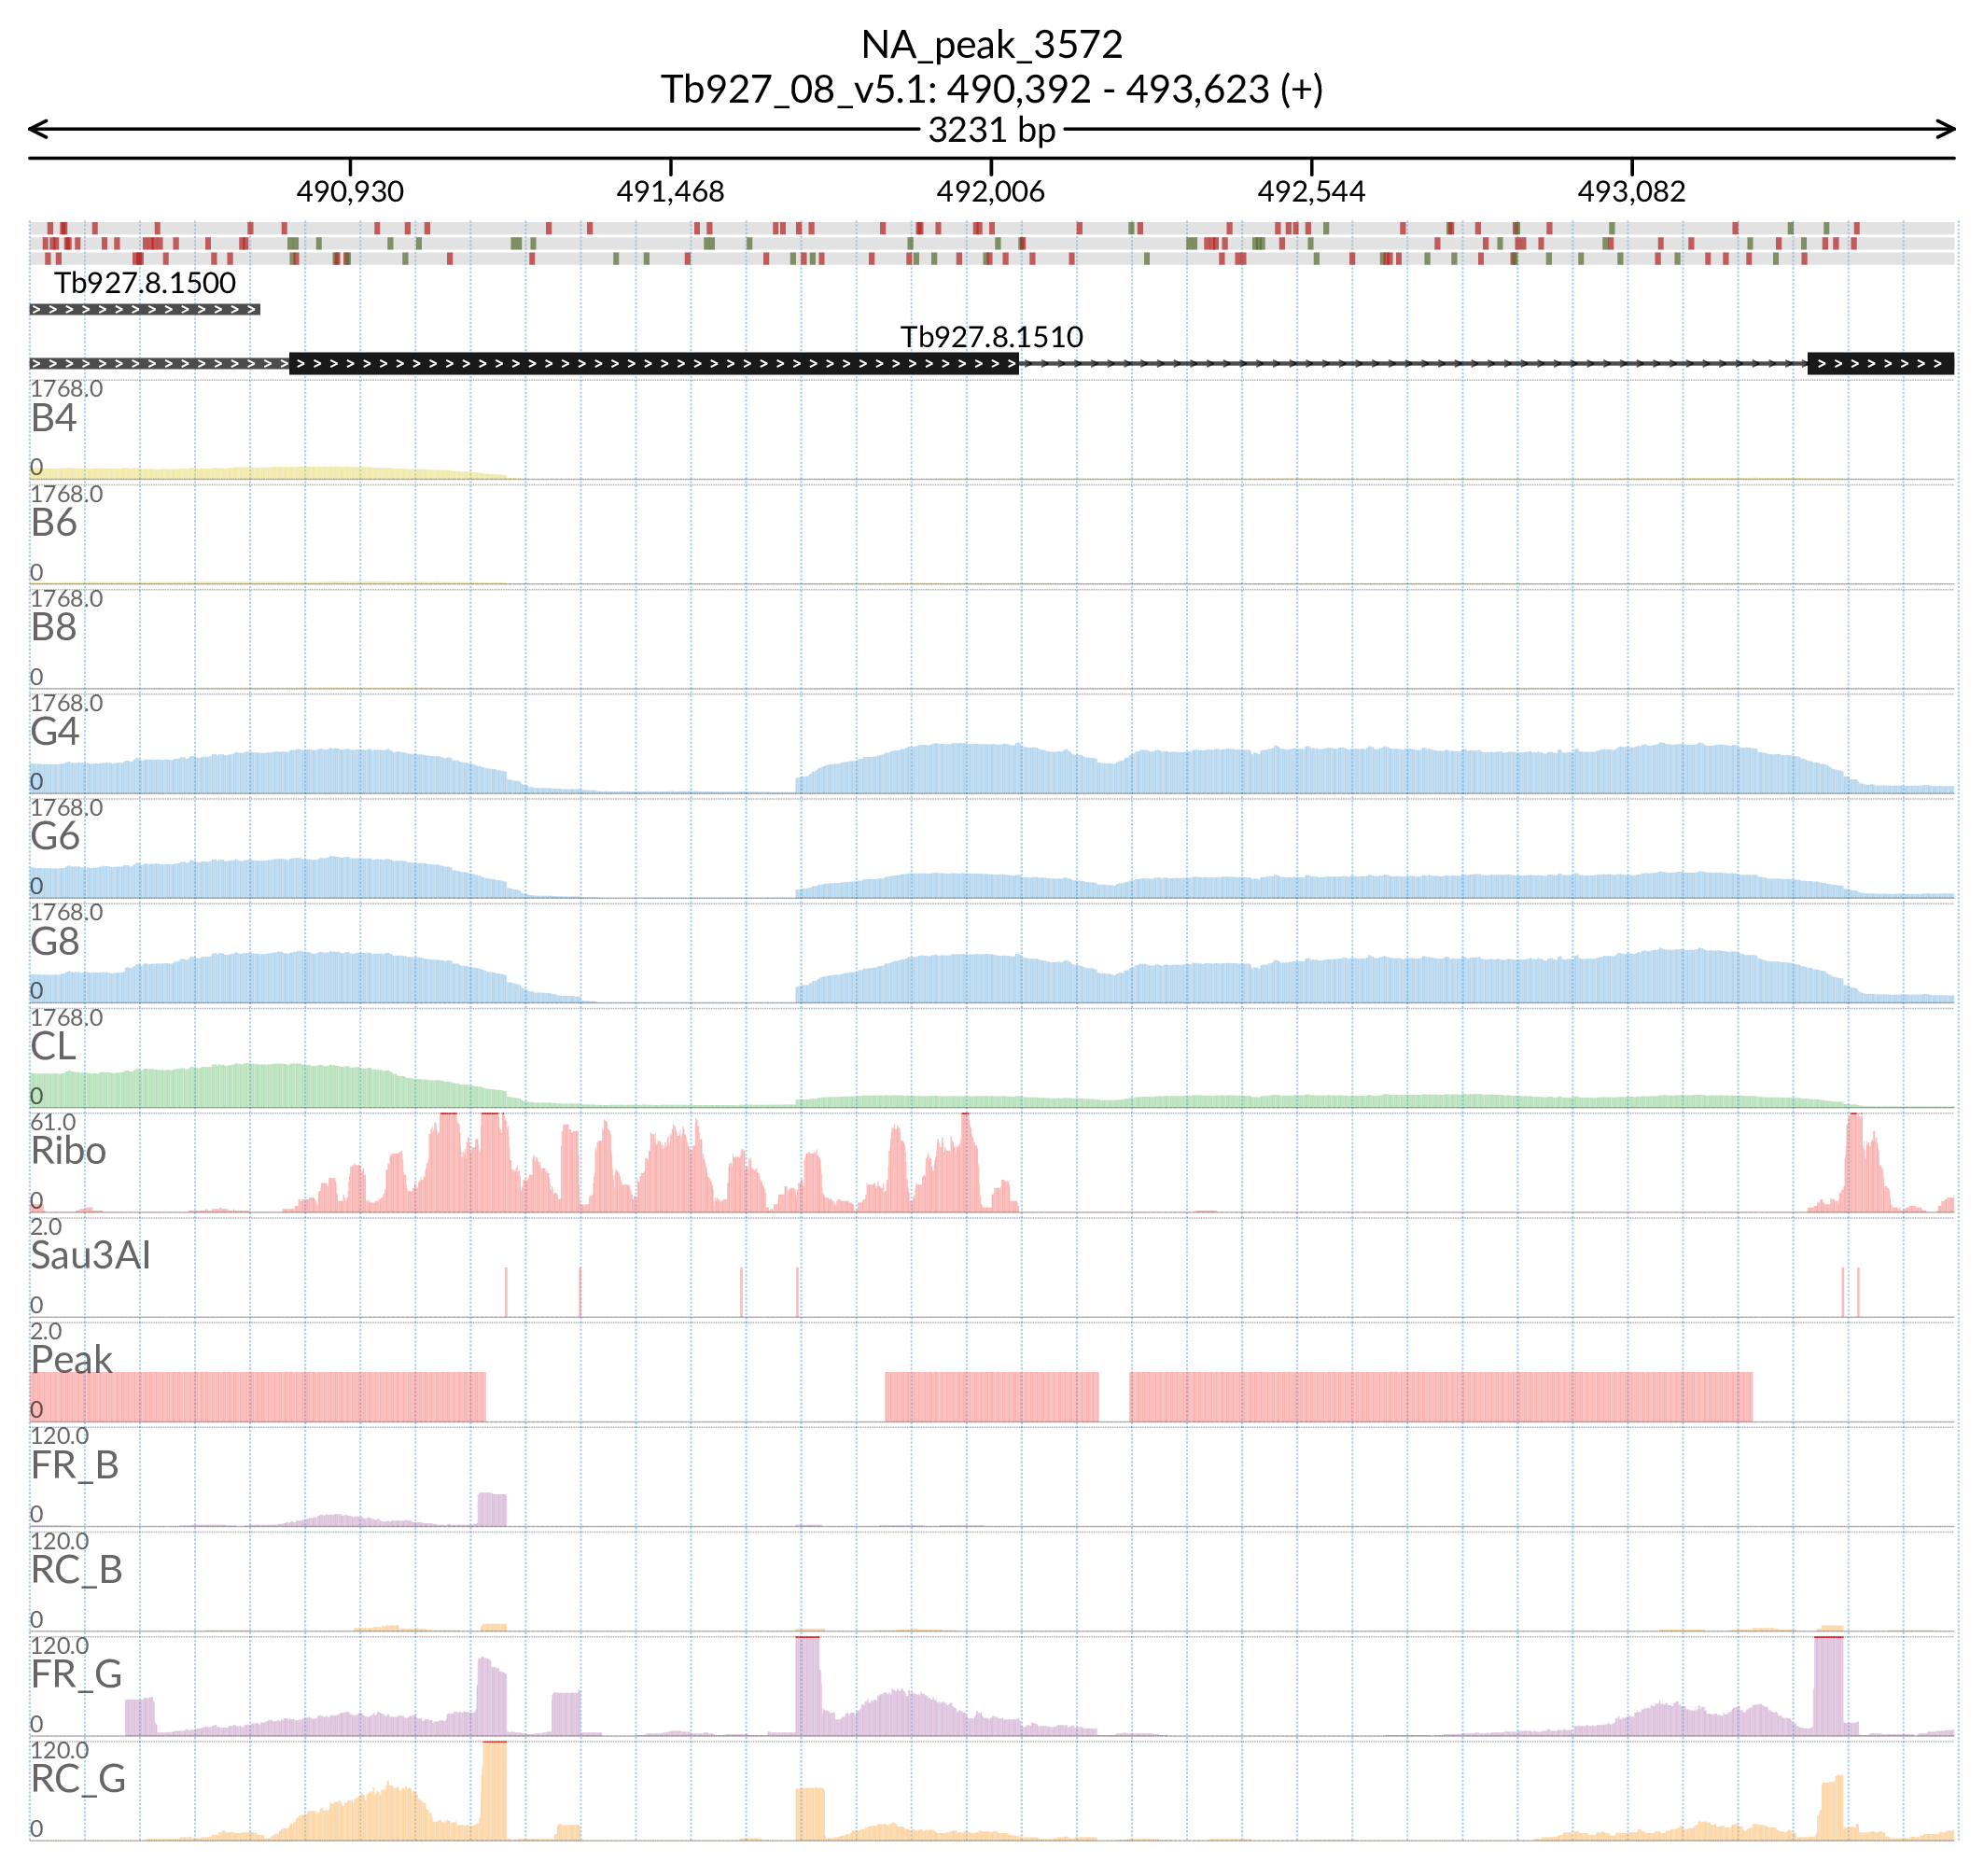 NA_peak_3572
Tb927_08_v5.1: 490,392 - 493,623 (+)
3231 bp
490,930 491,468 492,006 492,544 493,082
Tb927.8.1500
Tb927.8.1510
1768.0
B4
0
1768.0
B6
0
1768.0
B8
0
1768.0
G4
0
1768.0
G6
0
1768.0
G8
0
1768.0
CL
0
61.0
Ribo
0
2.0
Sau3AI
0
2.0
Peak
0
120.0
FR_B
0
120.0
RC_B
0
120.0
FR_G
0
120.0
RC_G
0